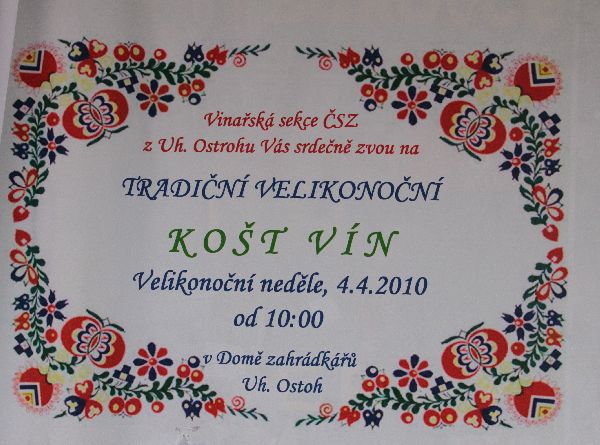 Vinařská sekce ČSZ
z Uh. Ostrohu Vás srdečně zvou na
TRADIČNÍ VELIKONOČNÍ
KOŠT VÍN
Velikonoční neděle, 4.4.2010
od 10:00
v Domě zahrádkářů
Uh. Ostoh